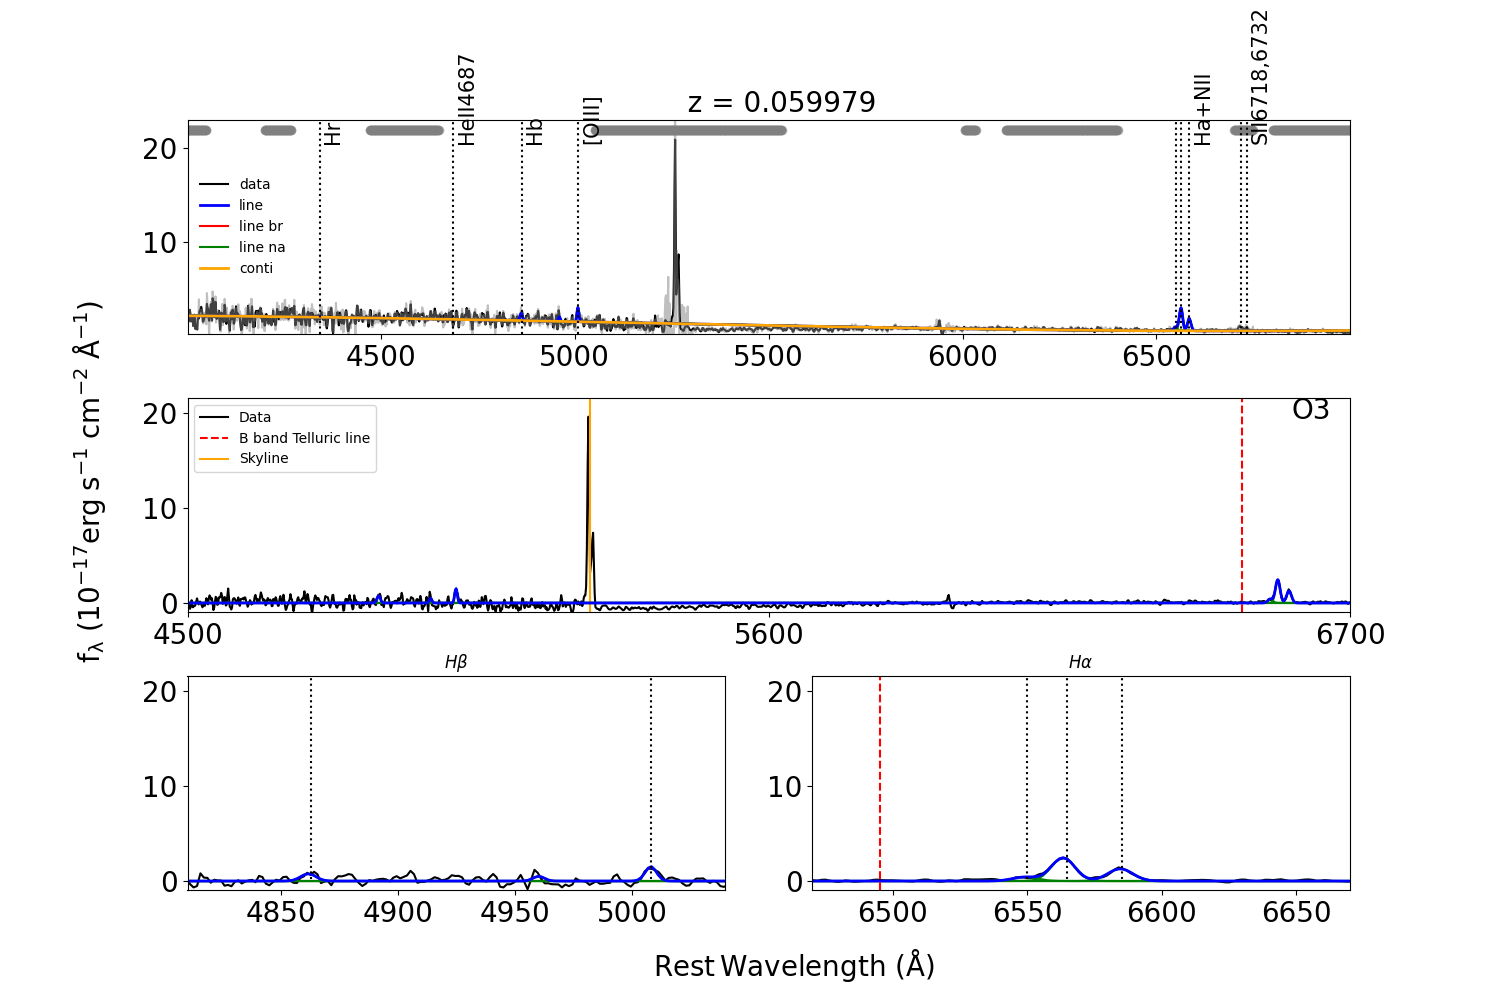 z = 0.059979
Hr
HeII4687
Hb
[OIII]
Ha+NII
SII6718,6732
20
10
data
line
line br
line na
conti
4500 5000 5500 6000 6500
fλ (10⁻¹⁷erg s⁻¹ cm⁻² Å⁻¹)
20
10
0
Data
B band Telluric line
Skyline
O3
4500 5600 6700
Hβ
20
10
0
4850 4900 4950 5000
Hα
20
10
0
6500 6550 6600 6650
Rest Wavelength (Å)